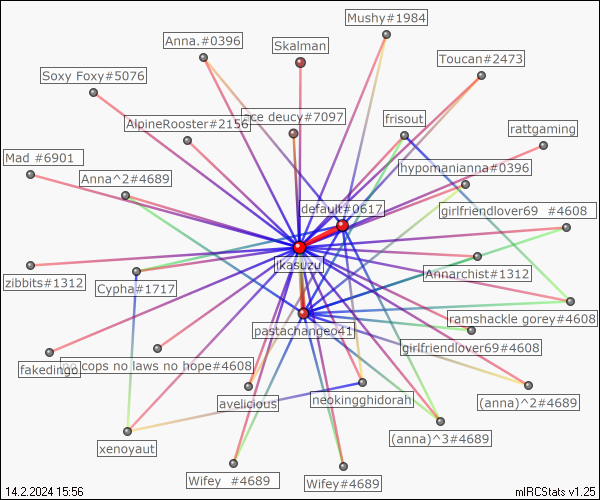 Mushy#1984
Anna.#0396
Skalman
Toucan#2473
Soxy Foxy#5076
ace deucy#7097
AlpineRooster#2156
frisout
rattgaming
Mad #6901
hypomanianna#0396
Anna^2#4689
default#0617
girlfriendlover69 #4608
ikasuzu
Annarchist#1312
zibbits#1312
Cypha#1717
ramshackle gorey#4608
pastachangeo41
girlfriendlover69#4608
cops no laws no hope#4608
fakedingo
neokingghidorah
avelicious
(anna)^2#4689
(anna)^3#4689
xenoyaut
Wifey #4689
Wifey#4689
14.2.2024 15:56
mIRCStats v1.25